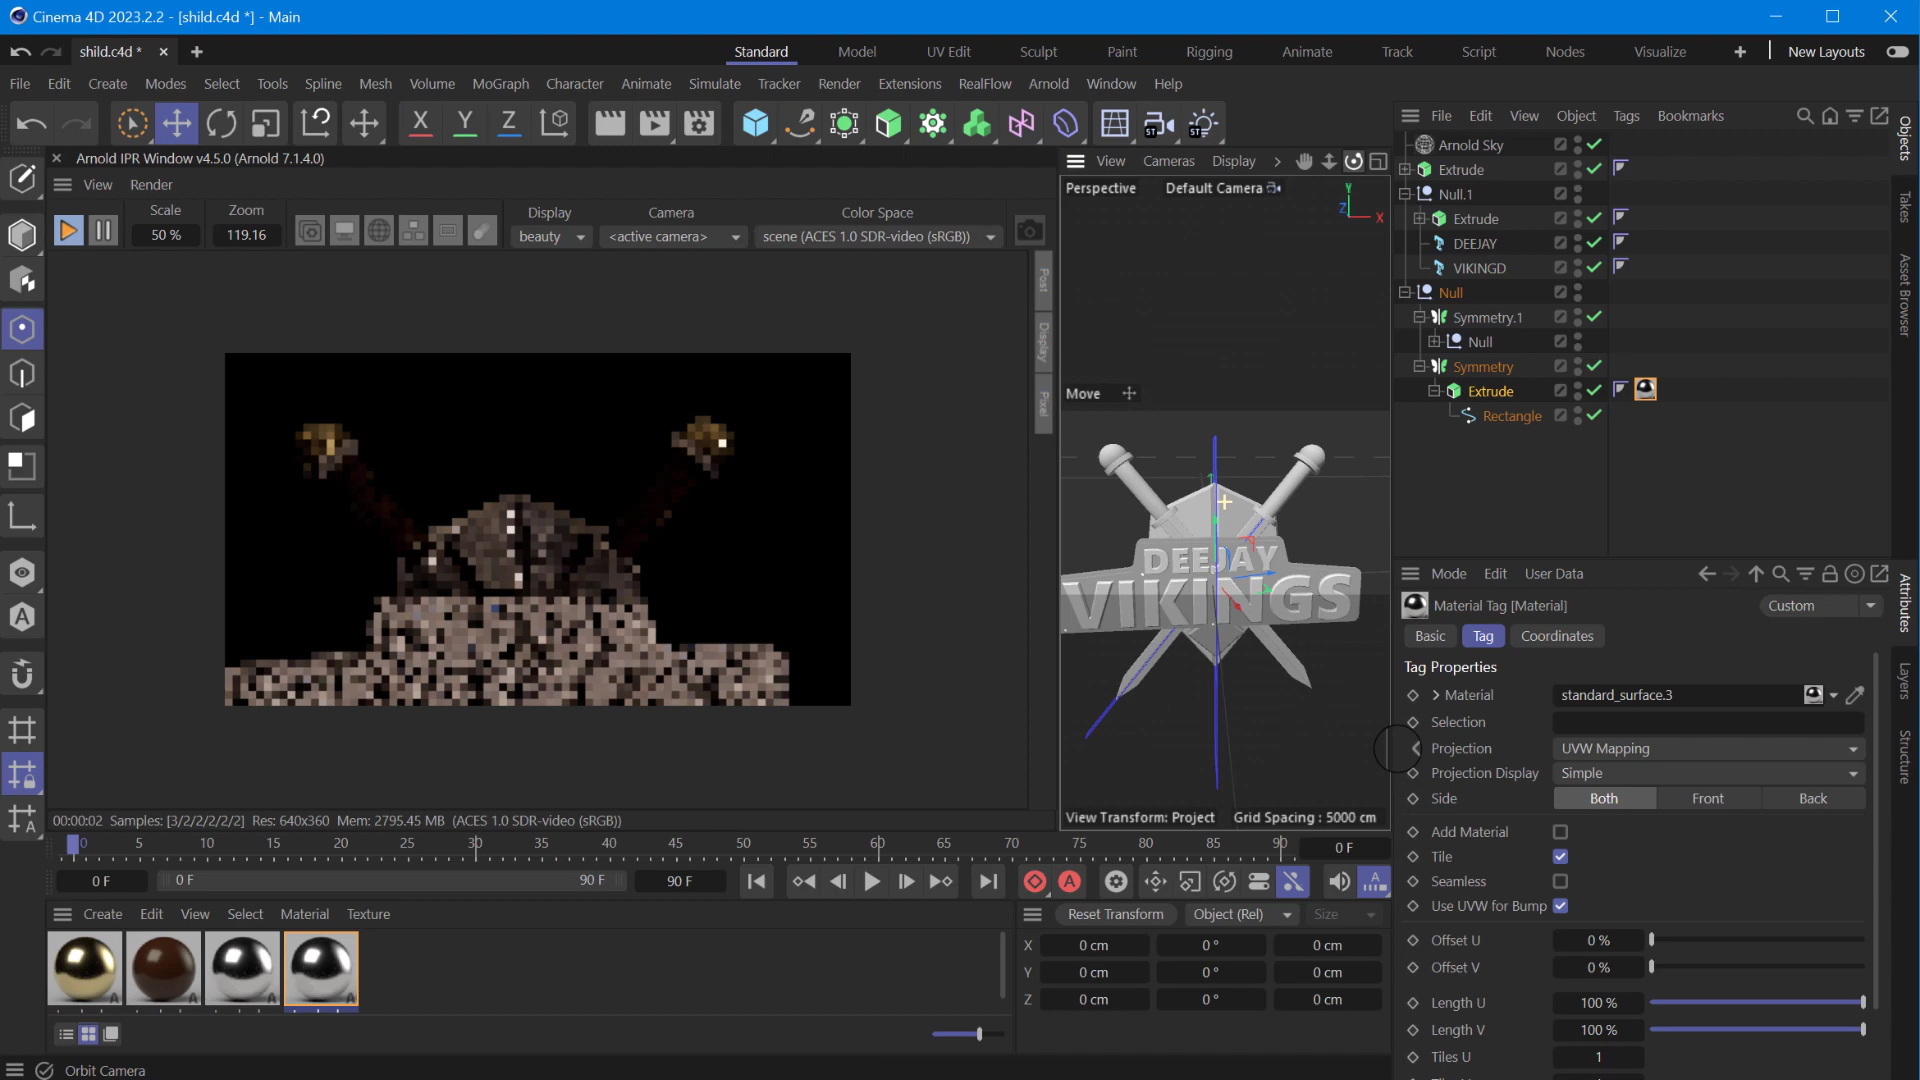 Cinema 4D 2023.2.2 - [shild.c4d *] - Main
shild.c4d *
Standard Model UV Edit Sculpt Paint Rigging Animate Track Script Nodes Visualize New Layouts
File Edit Create Modes Select Tools Spline Mesh Volume MoGraph Character Animate Simulate Tracker Render Extensions RealFlow Arnold Window Help
X Y Z ST ST
File Edit View Object Tags Bookmarks
Objects
Takes
Asset Browser
Arnold Sky
Extrude
Null.1
Extrude
DEEJAY
VIKINGD
Null
Symmetry.1
Null
Symmetry
Extrude
Rectangle
Arnold IPR Window v4.5.0 (Arnold 7.1.4.0)
View Render
Scale Zoom Display Camera Color Space
50 % 119.16 beauty <active camera> scene (ACES 1.0 SDR-video (sRGB))
Post
Display
Pixel
00:00:02 Samples: [3/2/2/2/2/2] Res: 640x360 Mem: 2795.45 MB (ACES 1.0 SDR-video (sRGB))
View Cameras Display
Perspective Default Camera
Y
Z X
Move
DEEJAY
VIKINGS
View Transform: Project Grid Spacing : 5000 cm
0 5 10 15 20 25 30 35 40 45 50 55 60 65 70 75 80 85 90 0 F
0 F 0 F 90 F 90 F
Create Edit View Select Material Texture
Reset Transform Object (Rel) Size
X 0 cm 0 ° 0 cm
Y 0 cm 0 ° 0 cm
Z 0 cm 0 ° 0 cm
Orbit Camera
Mode Edit User Data
Attributes
Layers
Structure
Material Tag [Material] Custom
Basic Tag Coordinates
Tag Properties
Material standard_surface.3
Selection
Projection UVW Mapping
Projection Display Simple
Side Both Front Back
Add Material
Tile
Seamless
Use UVW for Bump
Offset U 0 %
Offset V 0 %
Length U 100 %
Length V 100 %
Tiles U 1